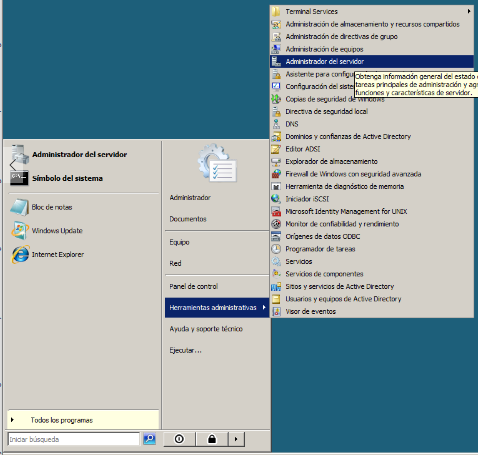 Terminal Services
Administración de almacenamiento y recursos compartidos
Administración de directivas de grupo
Administración de equipos
Administrador del servidor
Asistente para configu
Obtenga información general del estado
Configuración del siste
tareas principales de administración y
Copias de seguridad de Windows
funciones y características de servidor.
Directiva de seguridad local
DNS
Dominios y confianzas de Active Directory
Editor ADSI
Explorador de almacenamiento
Firewall de Windows con seguridad avanzada
Herramienta de diagnóstico de memoria
Iniciador iSCSI
Microsoft Identity Management for UNIX
Monitor de confiabilidad y rendimiento
Orígenes de datos ODBC
Programador de tareas
Servicios
Servicios de componentes
Sitios y servicios de Active Directory
Usuarios y equipos de Active Directory
Visor de eventos
Administrador del servidor
Símbolo del sistema
Bloc de notas
Windows Update
Internet Explorer
Todos los programas
Iniciar búsqueda
Administrador
Documentos
Equipo
Red
Panel de control
Herramientas administrativas
Ayuda y soporte técnico
Ejecutar...